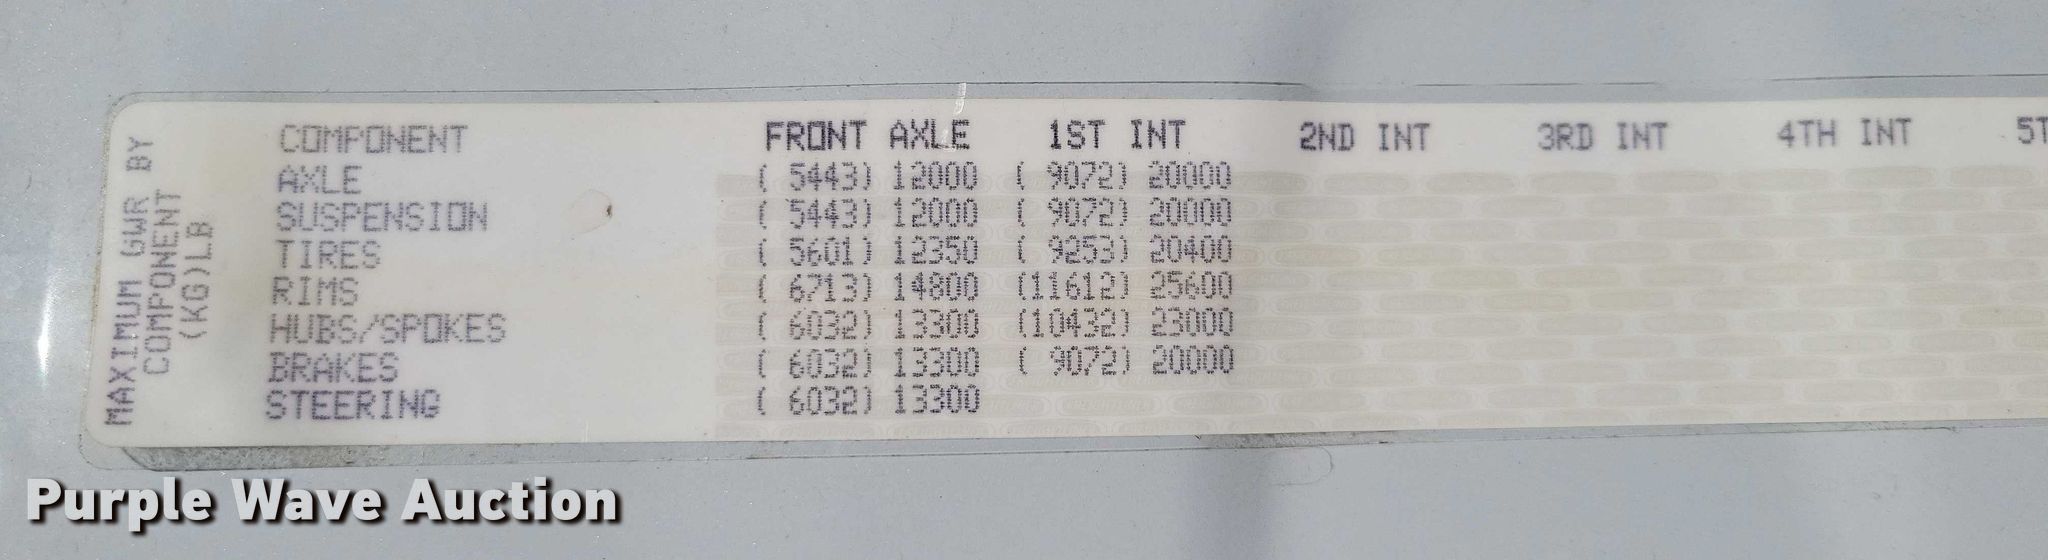 MAXIMUM GWR BY
COMPONENT
(KG)LB
COMPONENT FRONT AXLE 1ST INT 2ND INT 3RD INT 4TH INT 5T
AXLE ( 5443) 12000 ( 9072) 20000
SUSPENSION ( 5443) 12000 ( 9072) 20000
TIRES ( 5601) 12350 ( 9253) 20400
RIMS ( 6713) 14800 (11612) 25600
HUBS/SPOKES ( 6032) 13300 (10432) 23000
BRAKES ( 6032) 13300 ( 9072) 20000
STEERING ( 6032) 13300
Purple Wave Auction